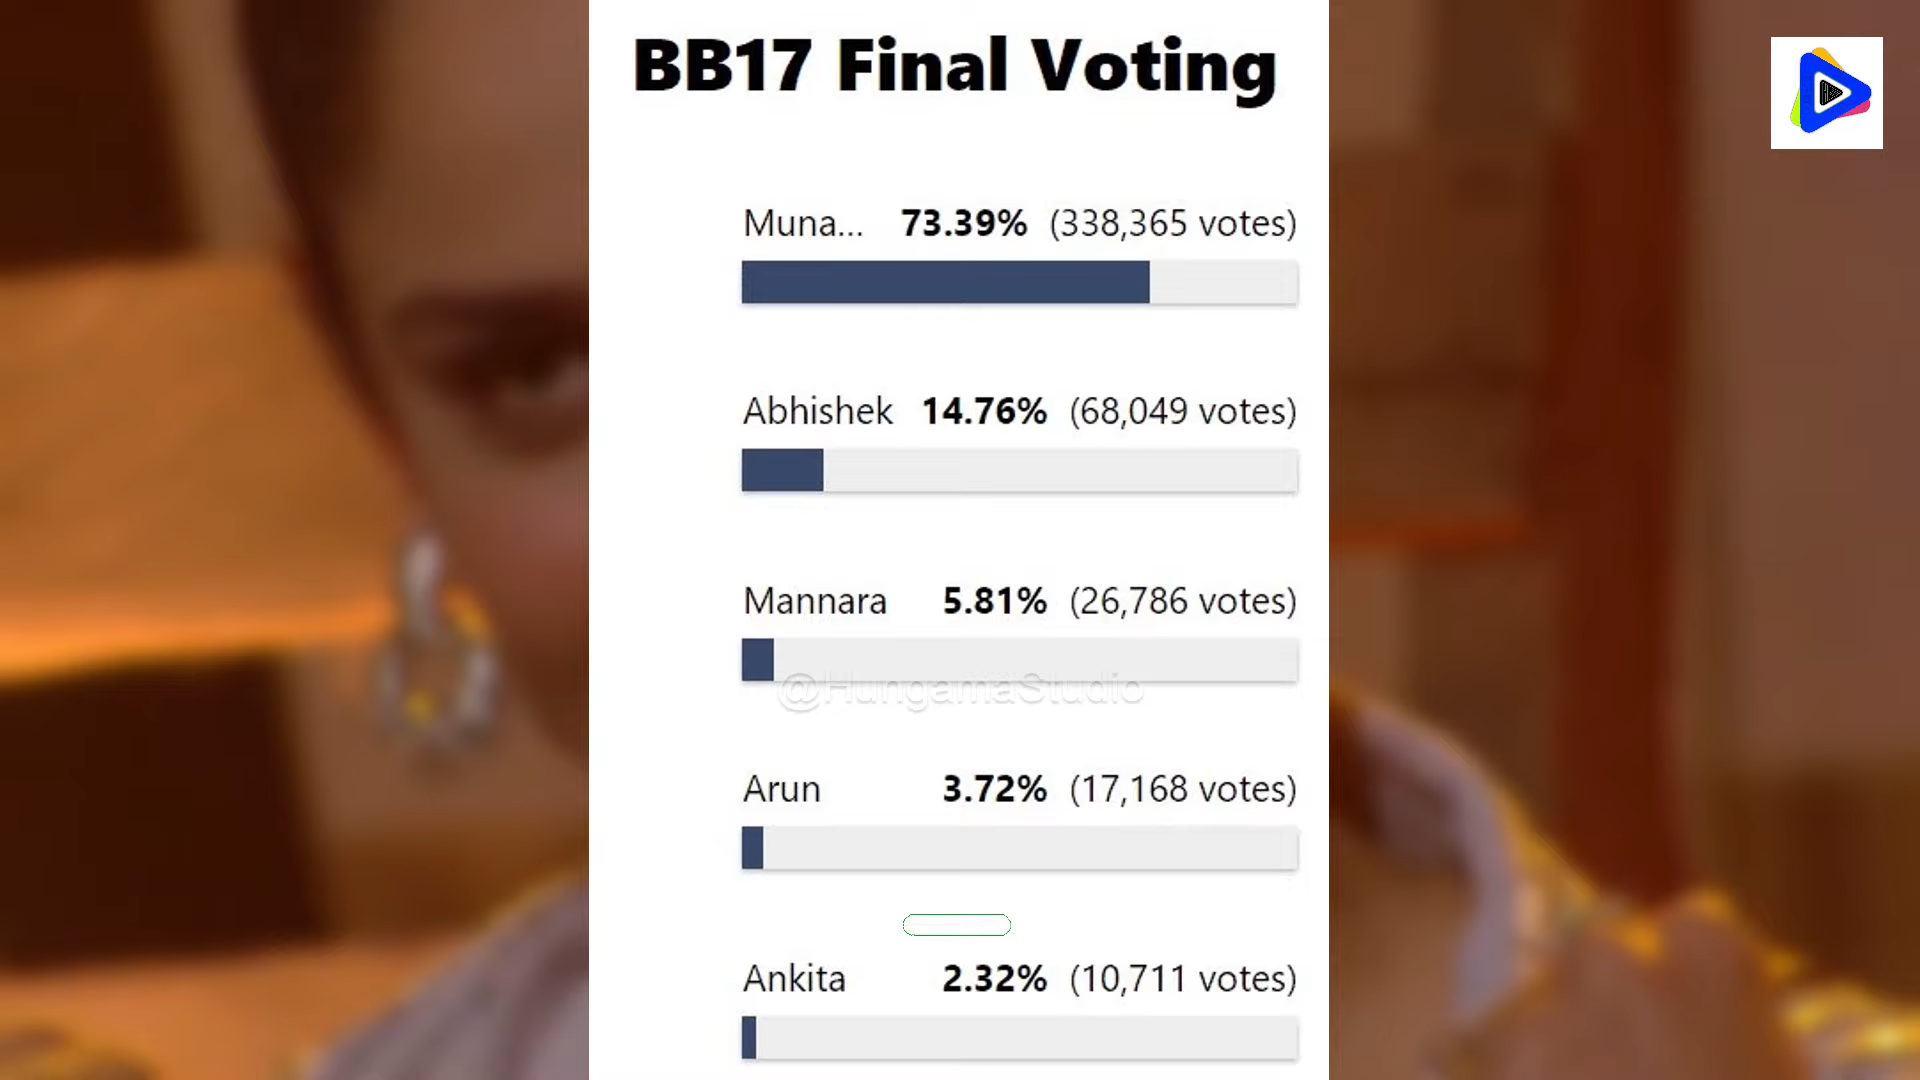 BB17 Final Voting
Muna... 73.39% (338,365 votes)
Abhishek 14.76% (68,049 votes)
Mannara 5.81% (26,786 votes)
@HungamaStudio
Arun 3.72% (17,168 votes)
Ankita 2.32% (10,711 votes)